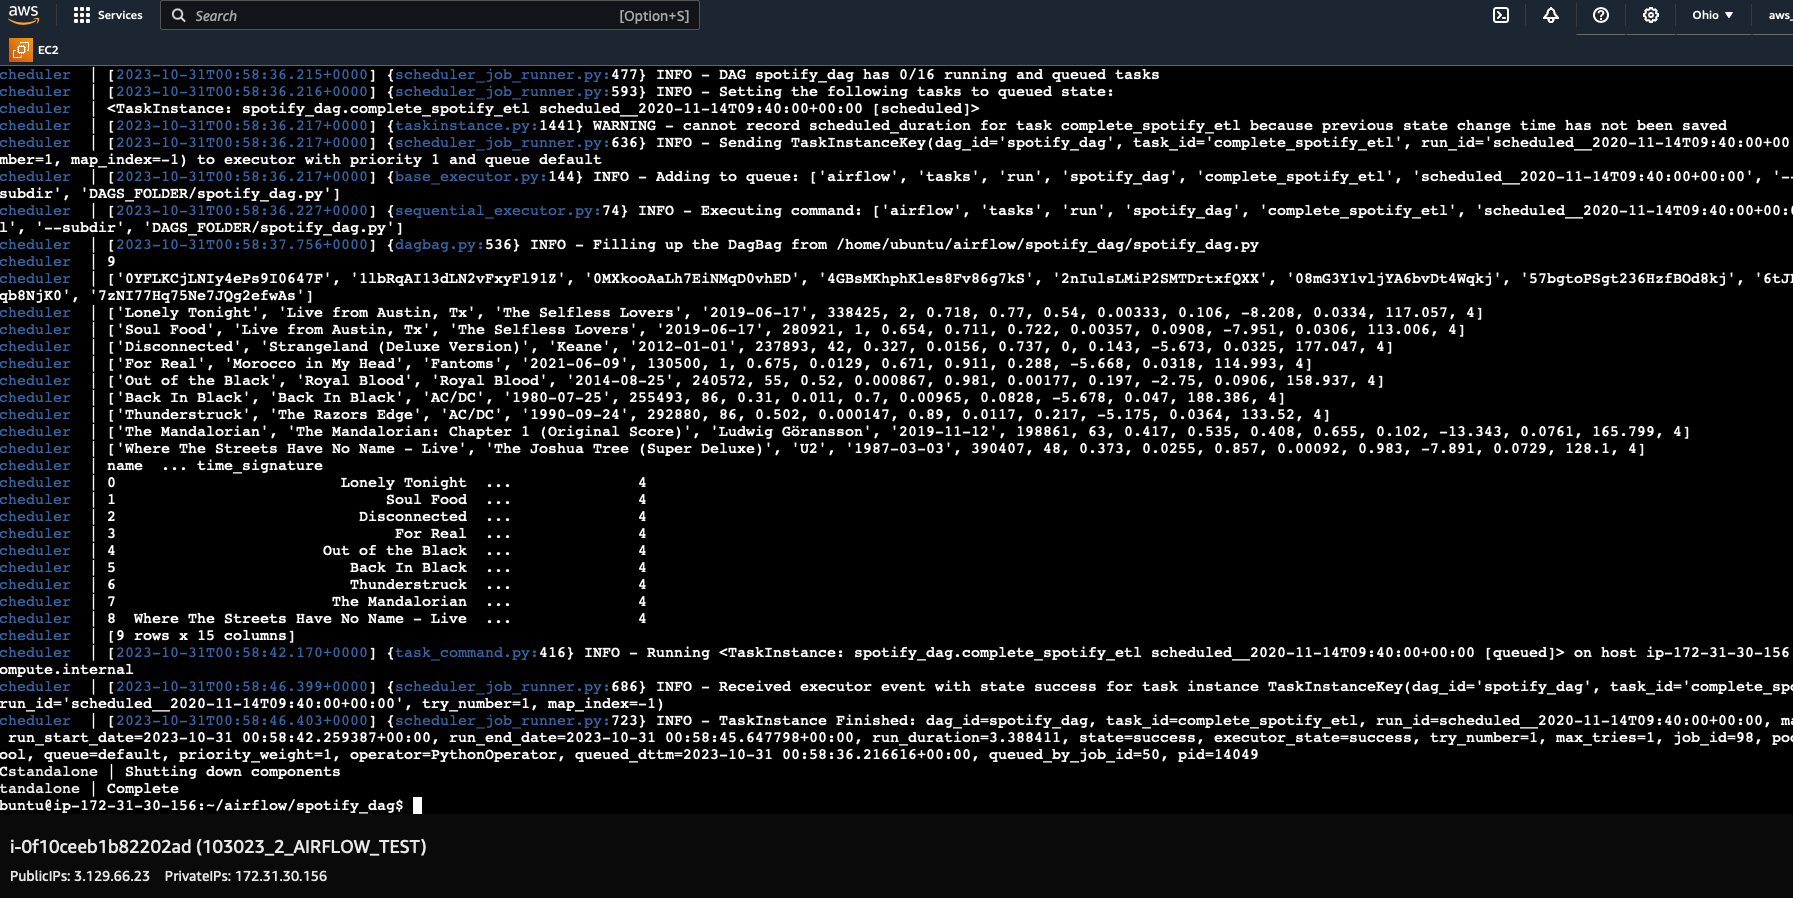 aws
Services
Search
[Option+S]
Ohio ▼
aws_
EC2
cheduler | [2023-10-31T00:58:36.215+0000] {scheduler_job_runner.py:477} INFO - DAG spotify_dag has 0/16 running and queued tasks
cheduler | [2023-10-31T00:58:36.216+0000] {scheduler_job_runner.py:593} INFO - Setting the following tasks to queued state:
cheduler | <TaskInstance: spotify_dag.complete_spotify_etl scheduled__2020-11-14T09:40:00+00:00 [scheduled]>
cheduler | [2023-10-31T00:58:36.217+0000] {taskinstance.py:1441} WARNING - cannot record scheduled_duration for task complete_spotify_etl because previous state change time has not been saved
cheduler | [2023-10-31T00:58:36.217+0000] {scheduler_job_runner.py:636} INFO - Sending TaskInstanceKey(dag_id='spotify_dag', task_id='complete_spotify_etl', run_id='scheduled__2020-11-14T09:40:00+00
mber=1, map_index=-1) to executor with priority 1 and queue default
cheduler | [2023-10-31T00:58:36.217+0000] {base_executor.py:144} INFO - Adding to queue: ['airflow', 'tasks', 'run', 'spotify_dag', 'complete_spotify_etl', 'scheduled__2020-11-14T09:40:00+00:00', '--
subdir', 'DAGS_FOLDER/spotify_dag.py']
cheduler | [2023-10-31T00:58:36.227+0000] {sequential_executor.py:74} INFO - Executing command: ['airflow', 'tasks', 'run', 'spotify_dag', 'complete_spotify_etl', 'scheduled__2020-11-14T09:40:00+00:0
l', '--subdir', 'DAGS_FOLDER/spotify_dag.py']
cheduler | [2023-10-31T00:58:37.756+0000] {dagbag.py:536} INFO - Filling up the DagBag from /home/ubuntu/airflow/spotify_dag/spotify_dag.py
cheduler | 9
cheduler | ['0YFLKCjLNIy4ePs9I0647F', '1lbRqAI13dLN2vFxyFl91Z', '0MXkooAaLh7EiNMqD0vhED', '4GBsMKhphKles8Fv86g7kS', '2nIulsLMiP2SMTDrtxfQXX', '08mG3Y1vljYA6bvDt4Wqkj', '57bgtoPSgt236HzfBOd8kj', '6tJ
qb8NjK0', '7zNI77Hq75Ne7JQg2efwAs']
cheduler | ['Lonely Tonight', 'Live from Austin, Tx', 'The Selfless Lovers', '2019-06-17', 338425, 2, 0.718, 0.77, 0.54, 0.00333, 0.106, -8.208, 0.0334, 117.057, 4]
cheduler | ['Soul Food', 'Live from Austin, Tx', 'The Selfless Lovers', '2019-06-17', 280921, 1, 0.654, 0.711, 0.722, 0.00357, 0.0908, -7.951, 0.0306, 113.006, 4]
cheduler | ['Disconnected', 'Strangeland (Deluxe Version)', 'Keane', '2012-01-01', 237893, 42, 0.327, 0.0156, 0.737, 0, 0.143, -5.673, 0.0325, 177.047, 4]
cheduler | ['For Real', 'Morocco in My Head', 'Fantoms', '2021-06-09', 130500, 1, 0.675, 0.0129, 0.671, 0.911, 0.288, -5.668, 0.0318, 114.993, 4]
cheduler | ['Out of the Black', 'Royal Blood', 'Royal Blood', '2014-08-25', 240572, 55, 0.52, 0.000867, 0.981, 0.00177, 0.197, -2.75, 0.0906, 158.937, 4]
cheduler | ['Back In Black', 'Back In Black', 'AC/DC', '1980-07-25', 255493, 86, 0.31, 0.011, 0.7, 0.00965, 0.0828, -5.678, 0.047, 188.386, 4]
cheduler | ['Thunderstruck', 'The Razors Edge', 'AC/DC', '1990-09-24', 292880, 86, 0.502, 0.000147, 0.89, 0.0117, 0.217, -5.175, 0.0364, 133.52, 4]
cheduler | ['The Mandalorian', 'The Mandalorian: Chapter 1 (Original Score)', 'Ludwig Göransson', '2019-11-12', 198861, 63, 0.417, 0.535, 0.408, 0.655, 0.102, -13.343, 0.0761, 165.799, 4]
cheduler | ['Where The Streets Have No Name - Live', 'The Joshua Tree (Super Deluxe)', 'U2', '1987-03-03', 390407, 48, 0.373, 0.0255, 0.857, 0.00092, 0.983, -7.891, 0.0729, 128.1, 4]
cheduler | name ... time_signature
cheduler | 0 Lonely Tonight ... 4
cheduler | 1 Soul Food ... 4
cheduler | 2 Disconnected ... 4
cheduler | 3 For Real ... 4
cheduler | 4 Out of the Black ... 4
cheduler | 5 Back In Black ... 4
cheduler | 6 Thunderstruck ... 4
cheduler | 7 The Mandalorian ... 4
cheduler | 8 Where The Streets Have No Name - Live ... 4
cheduler | [9 rows x 15 columns]
cheduler | [2023-10-31T00:58:42.170+0000] {task_command.py:416} INFO - Running <TaskInstance: spotify_dag.complete_spotify_etl scheduled__2020-11-14T09:40:00+00:00 [queued]> on host ip-172-31-30-156
ompute.internal
cheduler | [2023-10-31T00:58:46.399+0000] {scheduler_job_runner.py:686} INFO - Received executor event with state success for task instance TaskInstanceKey(dag_id='spotify_dag', task_id='complete_spo
run_id='scheduled__2020-11-14T09:40:00+00:00', try_number=1, map_index=-1)
cheduler | [2023-10-31T00:58:46.403+0000] {scheduler_job_runner.py:723} INFO - TaskInstance Finished: dag_id=spotify_dag, task_id=complete_spotify_etl, run_id=scheduled__2020-11-14T09:40:00+00:00, ma
run_start_date=2023-10-31 00:58:42.259387+00:00, run_end_date=2023-10-31 00:58:45.647798+00:00, run_duration=3.388411, state=success, executor_state=success, try_number=1, max_tries=1, job_id=98, poo
ool, queue=default, priority_weight=1, operator=PythonOperator, queued_dttm=2023-10-31 00:58:36.216616+00:00, queued_by_job_id=50, pid=14049
Cstandalone | Shutting down components
tandalone | Complete
buntu@ip-172-31-30-156:~/airflow/spotify_dag$
i-0f10ceeb1b82202ad (103023_2_AIRFLOW_TEST)
PublicIPs: 3.129.66.23 PrivateIPs: 172.31.30.156